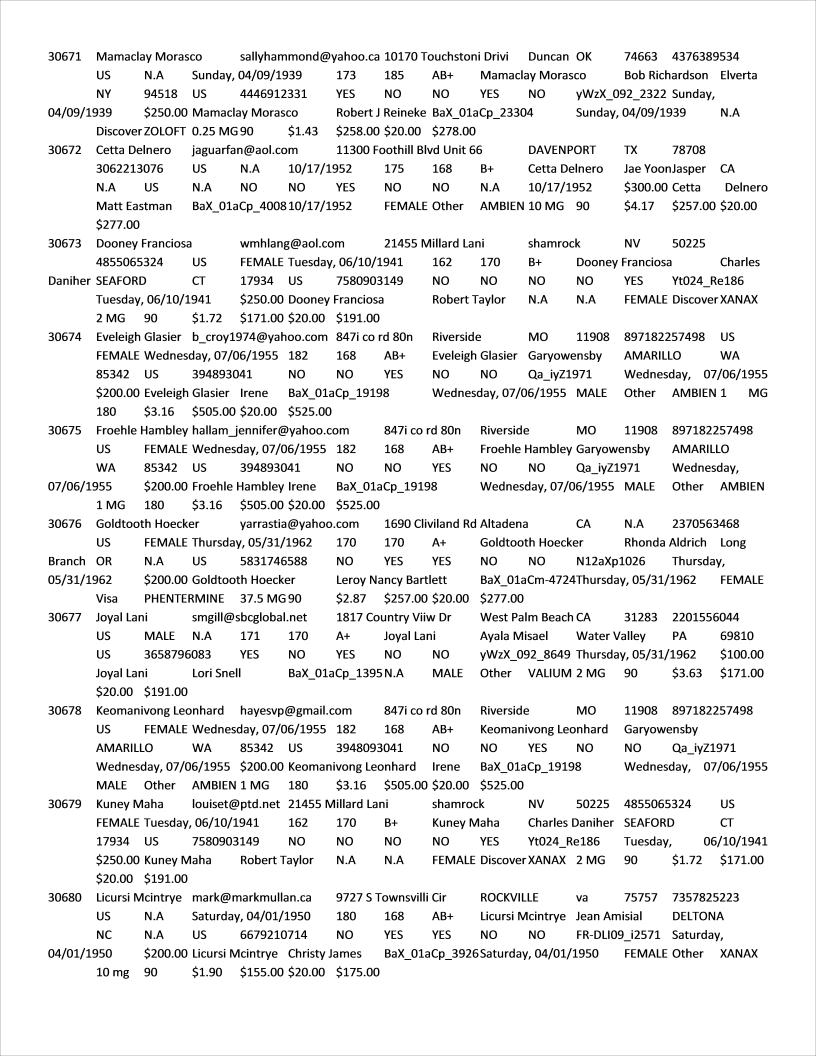 30671 Mamaclay Morasco sallyhammond@yahoo.ca 10170 Touchstoni Drivi Duncan OK 74663 4376389534
US N.A Sunday, 04/09/1939 173 185 AB+ Mamaclay Morasco Bob Richardson Elverta
NY 94518 US 4446912331 YES NO NO YES NO yWzX_092_2322 Sunday,
04/09/1939 $250.00 Mamaclay Morasco Robert J Reineke BaX_01aCp_23304 Sunday, 04/09/1939 N.A
Discover ZOLOFT 0.25 MG 90 $1.43 $258.00 $20.00 $278.00
30672 Cetta Delnero jaguarfan@aol.com 11300 Foothill Blvd Unit 66 DAVENPORT TX 78708
3062213076 US N.A 10/17/1952 175 168 B+ Cetta Delnero Jae YoonJasper CA
N.A US N.A NO NO YES NO NO N.A 10/17/1952 $300.00 Cetta Delnero
Matt Eastman BaX_01aCp_4008 10/17/1952 FEMALE Other AMBIEN 10 MG 90 $4.17 $257.00 $20.00
$277.00
30673 Dooney Franciosa wmhlang@aol.com 21455 Millard Lani shamrock NV 50225
4855065324 US FEMALE Tuesday, 06/10/1941 162 170 B+ Dooney Franciosa Charles
Daniher SEAFORD CT 17934 US 7580903149 NO NO NO NO YES Yt024_Re186
Tuesday, 06/10/1941 $250.00 Dooney Franciosa Robert Taylor N.A N.A FEMALE Discover XANAX
2 MG 90 $1.72 $171.00 $20.00 $191.00
30674 Eveleigh Glasier b_croy1974@yahoo.com 847i co rd 80n Riverside MO 11908 897182257498 US
FEMALE Wednesday, 07/06/1955 182 168 AB+ Eveleigh Glasier Garyowensby AMARILLO WA
85342 US 394893041 NO NO YES NO NO Qa_iyZ1971 Wednesday, 07/06/1955
$200.00 Eveleigh Glasier Irene BaX_01aCp_19198 Wednesday, 07/06/1955 MALE Other AMBIEN 1 MG
180 $3.16 $505.00 $20.00 $525.00
30675 Froehle Hambley hallam_jennifer@yahoo.com 847i co rd 80n Riverside MO 11908 897182257498
US FEMALE Wednesday, 07/06/1955 182 168 AB+ Froehle Hambley Garyowensby AMARILLO
WA 85342 US 394893041 NO NO YES NO NO Qa_iyZ1971 Wednesday,
07/06/1955 $200.00 Froehle Hambley Irene BaX_01aCp_19198 Wednesday, 07/06/1955 MALE Other AMBIEN
1 MG 180 $3.16 $505.00 $20.00 $525.00
30676 Goldtooth Hoecker yarrastia@yahoo.com 1690 Cliviland Rd Altadena CA N.A 2370563468
US FEMALE Thursday, 05/31/1962 170 170 A+ Goldtooth Hoecker Rhonda Aldrich Long
Branch OR N.A US 5831746588 NO YES YES NO NO N12aXp1026 Thursday,
05/31/1962 $200.00 Goldtooth Hoecker Leroy Nancy Bartlett BaX_01aCm-4724 Thursday, 05/31/1962 FEMALE
Visa PHENTERMINE 37.5 MG 90 $2.87 $257.00 $20.00 $277.00
30677 Joyal Lani smgill@sbcglobal.net 1817 Country Viiw Dr West Palm Beach CA 31283 2201556044
US MALE N.A 171 170 A+ Joyal Lani Ayala Misael Water Valley PA 69810
US 3658796083 YES NO YES NO NO yWzX_092_8649 Thursday, 05/31/1962 $100.00
Joyal Lani Lori Snell BaX_01aCp_1395 N.A MALE Other VALIUM 2 MG 90 $3.63 $171.00
$20.00 $191.00
30678 Keomanivong Leonhard hayesvp@gmail.com 847i co rd 80n Riverside MO 11908 897182257498
US FEMALE Wednesday, 07/06/1955 182 168 AB+ Keomanivong Leonhard Garyowensby
AMARILLO WA 85342 US 3948093041 NO NO YES NO NO Qa_iyZ1971
Wednesday, 07/06/1955 $200.00 Keomanivong Leonhard Irene BaX_01aCp_19198 Wednesday, 07/06/1955
MALE Other AMBIEN 1 MG 180 $3.16 $505.00 $20.00 $525.00
30679 Kuney Maha louiset@ptd.net 21455 Millard Lani shamrock NV 50225 4855065324 US
FEMALE Tuesday, 06/10/1941 162 170 B+ Kuney Maha Charles Daniher SEAFORD CT
17934 US 7580903149 NO NO NO NO YES Yt024_Re186 Tuesday, 06/10/1941
$250.00 Kuney Maha Robert Taylor N.A N.A FEMALE Discover XANAX 2 MG 90 $1.72 $171.00
$20.00 $191.00
30680 Licursi Mcintrye mark@markmullan.ca 9727 S Townsvilli Cir ROCKVILLE va 75757 7357825223
US N.A Saturday, 04/01/1950 180 168 AB+ Licursi Mcintrye Jean Amisial DELTONA
NC N.A US 6679210714 NO YES YES NO NO FR-DLI09_i2571 Saturday,
04/01/1950 $200.00 Licursi Mcintrye Christy James BaX_01aCp_3926 Saturday, 04/01/1950 FEMALE Other XANAX
10 mg 90 $1.90 $155.00 $20.00 $175.00